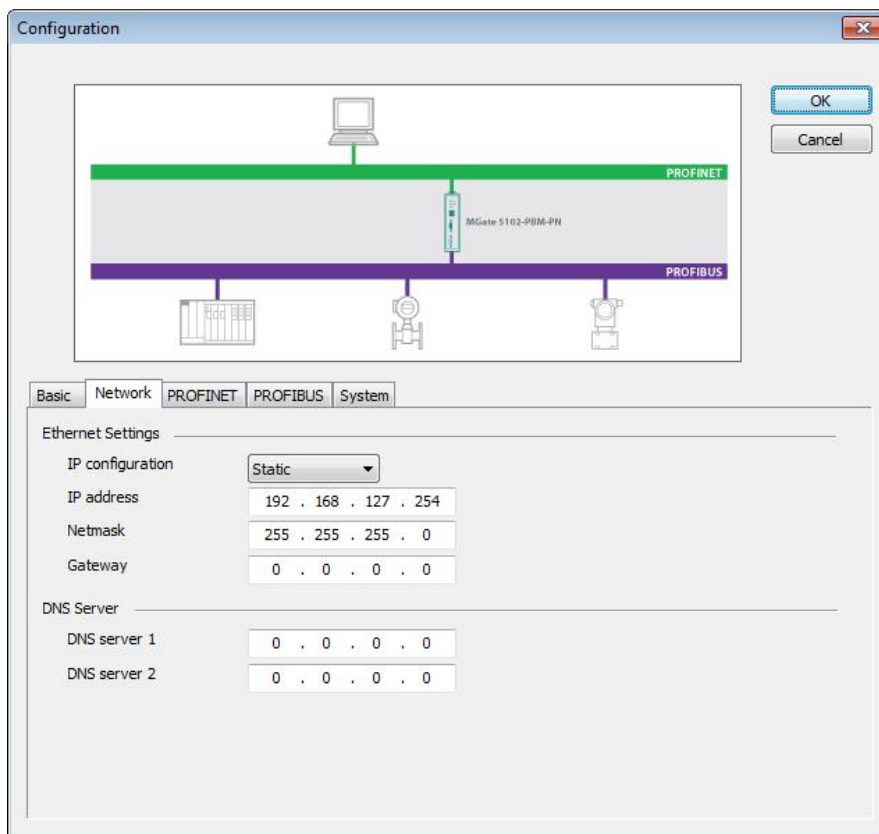 Configuration
OK
Cancel
PROFINET
MGate 5102-PBM-PN
PROFIBUS
Basic Network PROFINET PROFIBUS System
Ethernet Settings
IP configuration Static
IP address 192 . 168 . 127 . 254
Netmask 255 . 255 . 255 . 0
Gateway 0 . 0 . 0 . 0
DNS Server
DNS server 1 0 . 0 . 0 . 0
DNS server 2 0 . 0 . 0 . 0